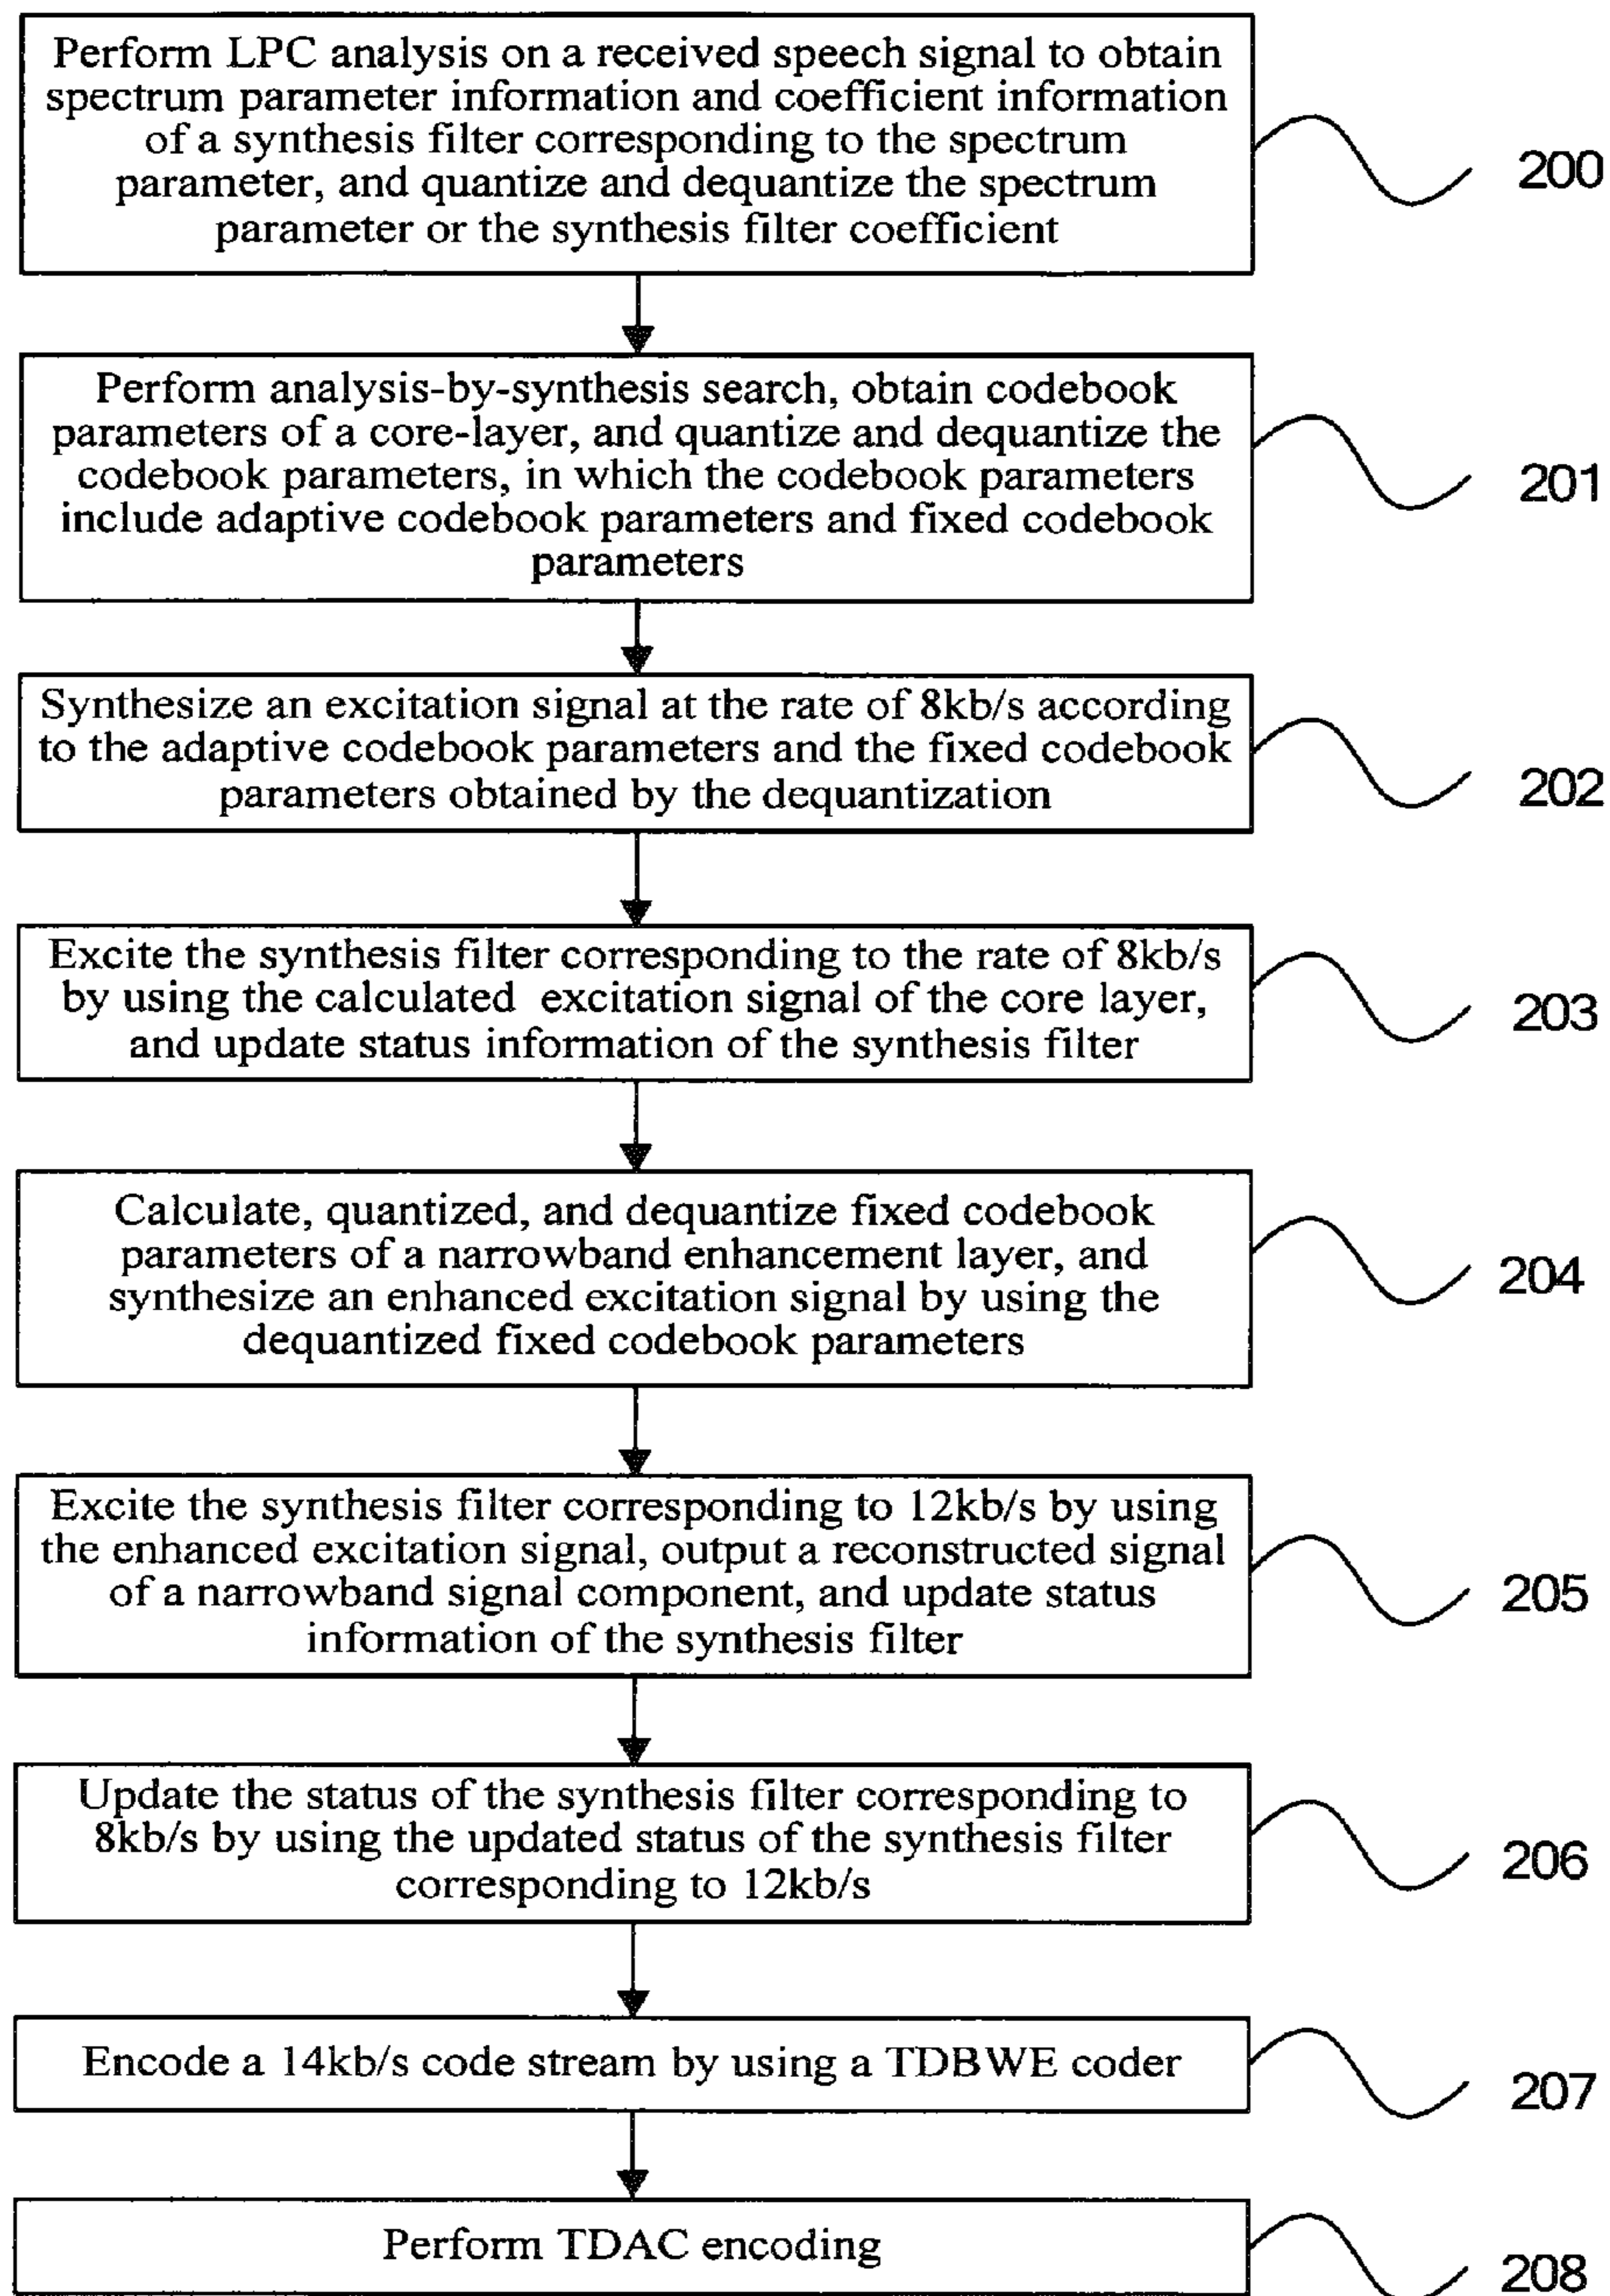 Perform LPC analysis on a received speech signal to obtain
spectrum parameter information and coefficient information
of a synthesis filter corresponding to the spectrum
parameter, and quantize and dequantize the spectrum
parameter or the synthesis filter coefficient
200
Perform analysis-by-synthesis search, obtain codebook
parameters of a core-layer, and quantize and dequantize the
codebook parameters, in which the codebook parameters
include adaptive codebook parameters and fixed codebook
parameters
201
Synthesize an excitation signal at the rate of 8kb/s according
to the adaptive codebook parameters and the fixed codebook
parameters obtained by the dequantization
202
Excite the synthesis filter corresponding to the rate of 8kb/s
by using the calculated excitation signal of the core layer,
and update status information of the synthesis filter
203
Calculate, quantized, and dequantize fixed codebook
parameters of a narrowband enhancement layer, and
synthesize an enhanced excitation signal by using the
dequantized fixed codebook parameters
204
Excite the synthesis filter corresponding to 12kb/s by using
the enhanced excitation signal, output a reconstructed signal
of a narrowband signal component, and update status
information of the synthesis filter
205
Update the status of the synthesis filter corresponding to
8kb/s by using the updated status of the synthesis filter
corresponding to 12kb/s
206
Encode a 14kb/s code stream by using a TDBWE coder
207
Perform TDAC encoding
208